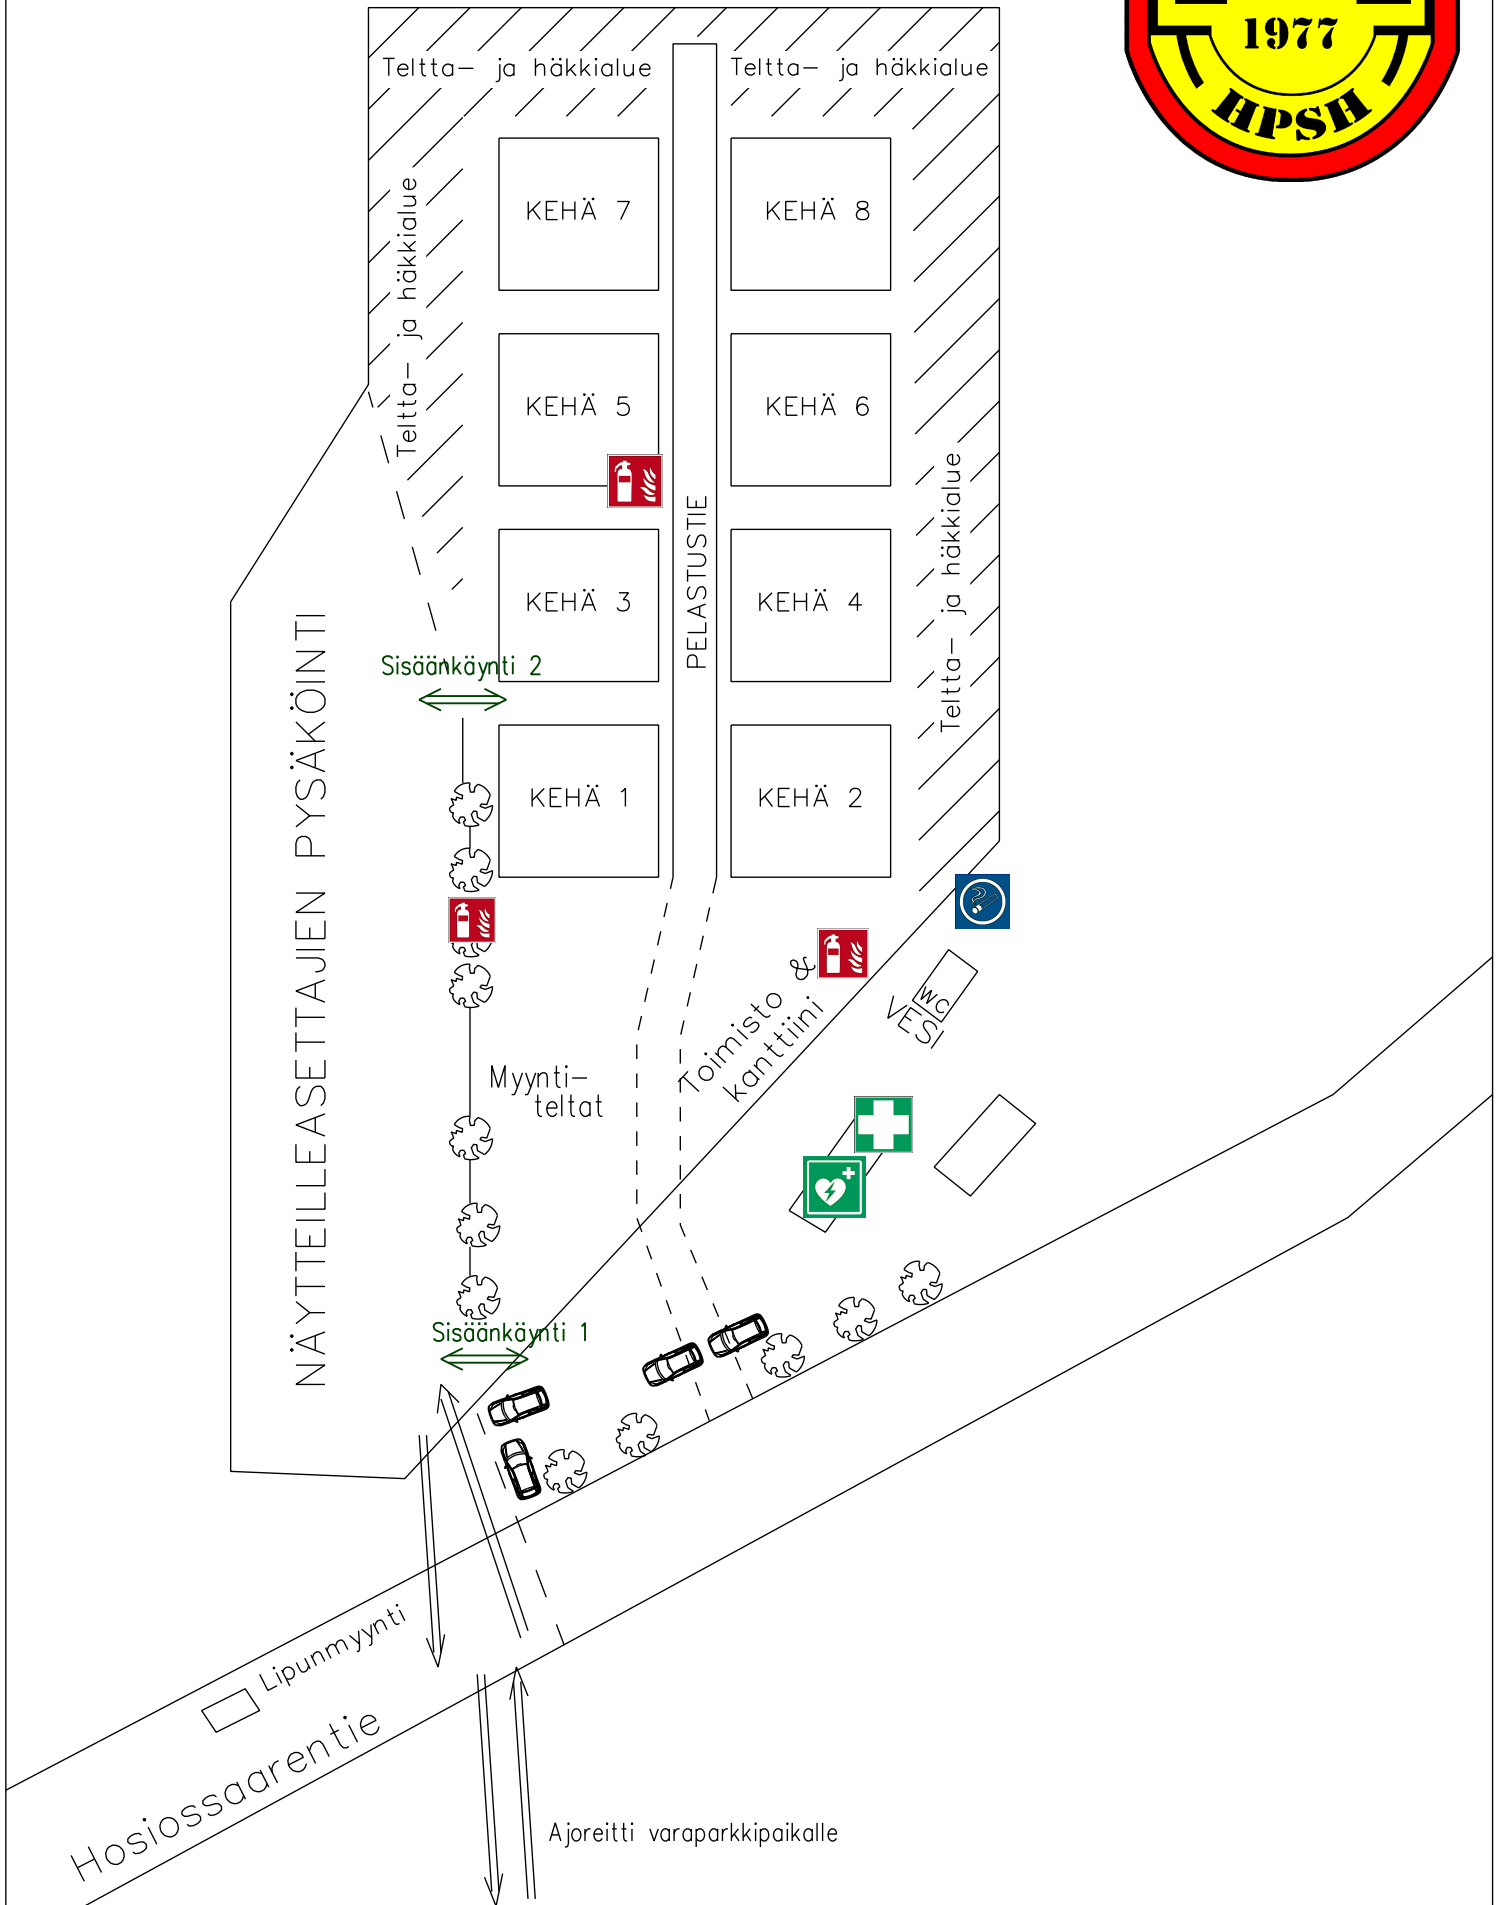 1977
HPSH
Teltta- ja häkkialue
Teltta- ja häkkialue
Teltta- ja häkkialue
KEHÄ 7
KEHÄ 8
KEHÄ 5
KEHÄ 6
PELASTUSTIE
Teltta- ja häkkialue
KEHÄ 3
KEHÄ 4
Sisäänkäynti 2
NÄYTTEILLEASETTAJIEN PYSÄKÖINTI
KEHÄ 1
KEHÄ 2
Toimisto &
kanttiini
WC
VESI
Myynti-
teltat
Sisäänkäynti 1
Lipunmyynti
Hosiossaarentie
Ajoreitti varaparkkipaikalle